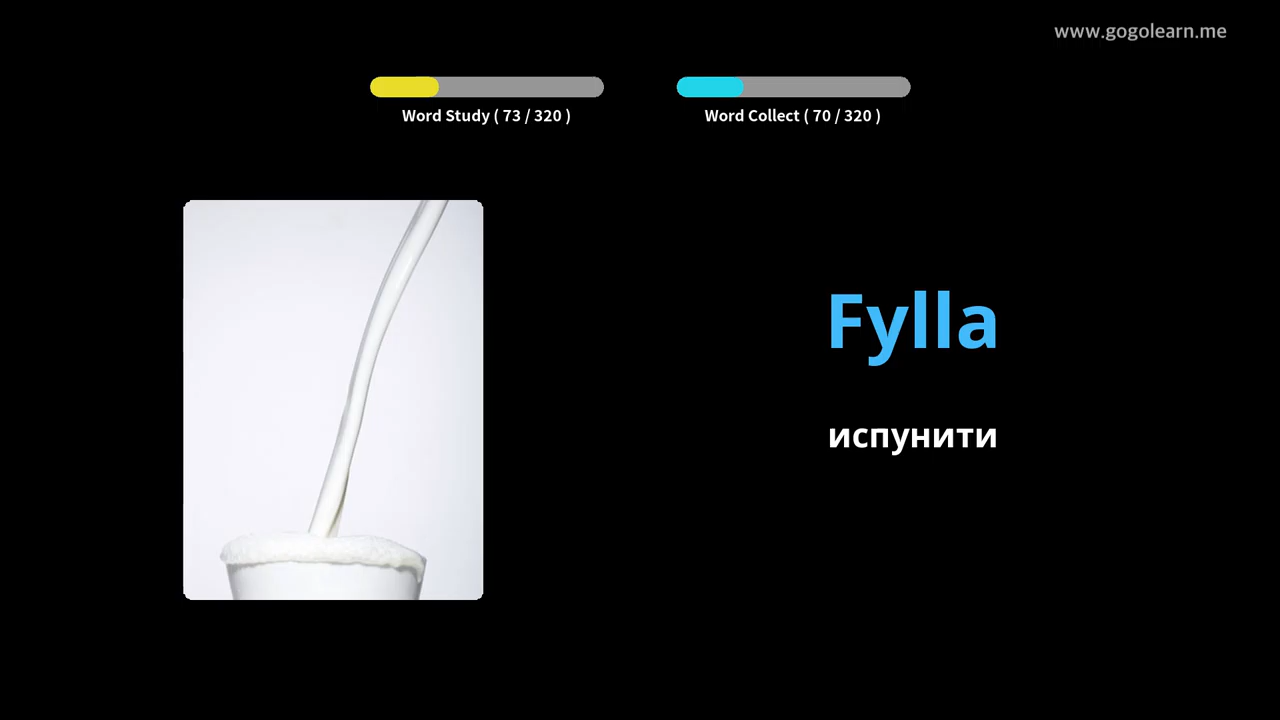 www.gogolearn.me
Word Study ( 73 / 320 )
Word Collect ( 70 / 320 )
Fylla
испунити